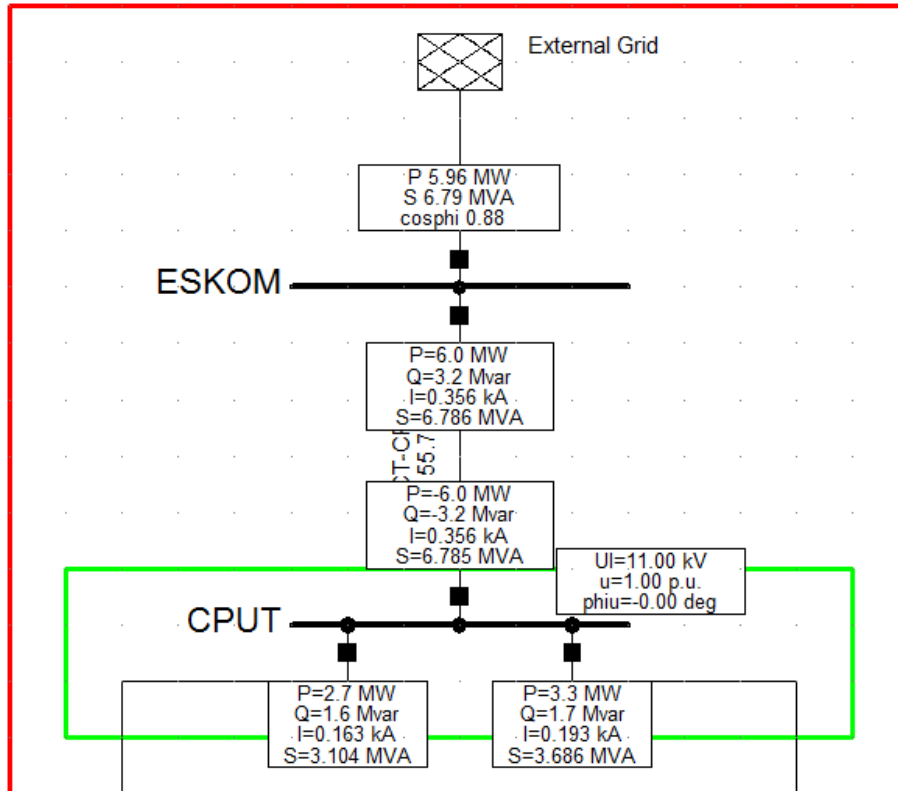 External Grid
P 5.96 MW
S 6.79 MVA
cosphi 0.88
ESKOM
P=6.0 MW
Q=3.2 Mvar
I=0.356 kA
S=6.786 MVA
55.7
P=-6.0 MW
Q=-3.2 Mvar
I=0.356 kA
S=6.785 MVA
Ul=11.00 kV
u=1.00 p.u.
phiu=-0.00 deg
CPUT
P=2.7 MW
Q=1.6 Mvar
I=0.163 kA
S=3.104 MVA
P=3.3 MW
Q=1.7 Mvar
I=0.193 kA
S=3.686 MVA